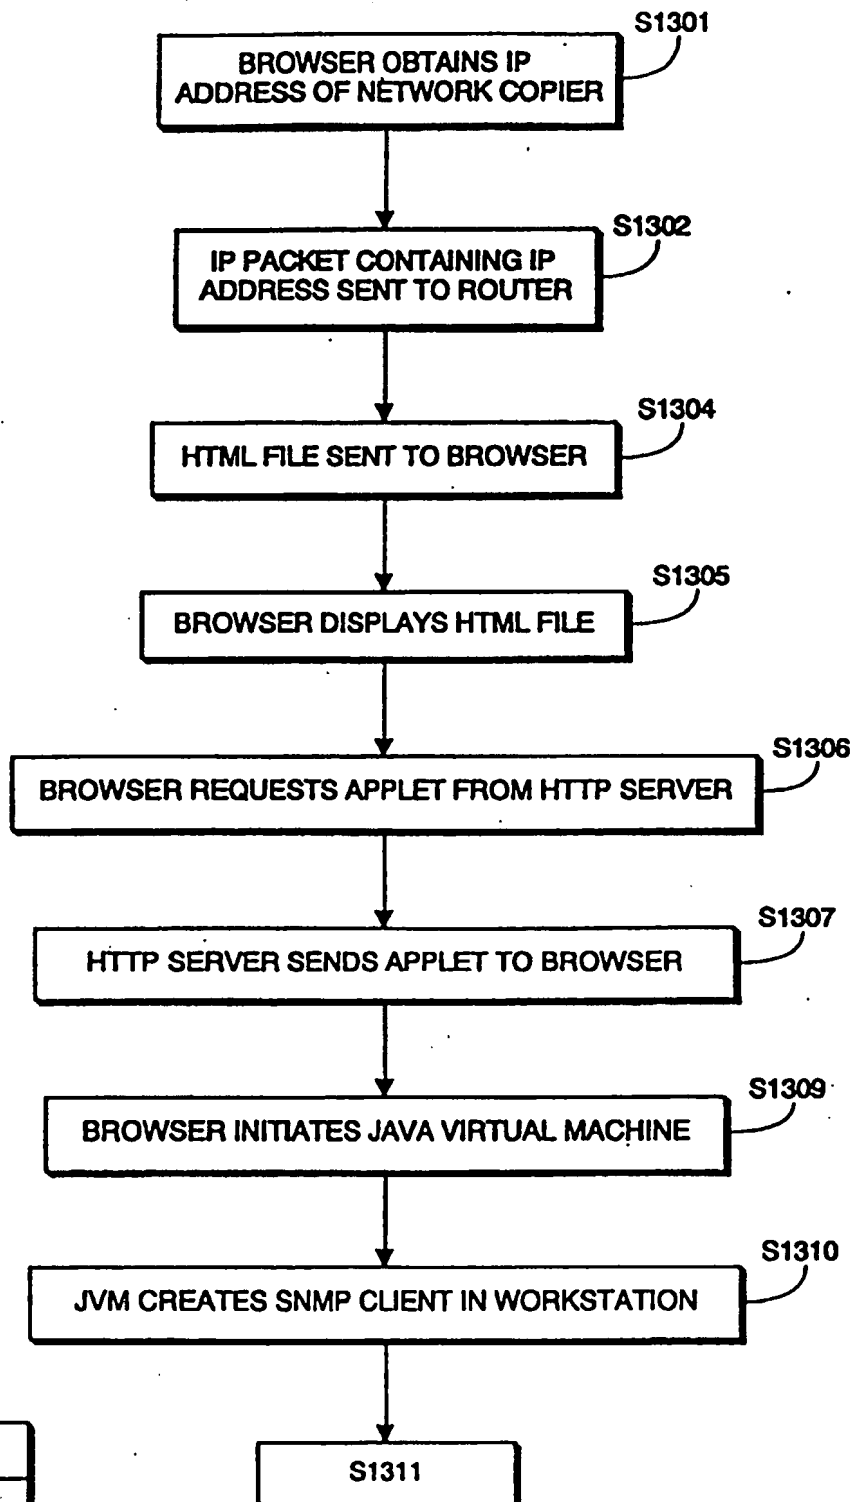 S1301
BROWSER OBTAINS IP
ADDRESS OF NETWORK COPIER
S1302
IP PACKET CONTAINING IP
ADDRESS SENT TO ROUTER
S1304
HTML FILE SENT TO BROWSER
S1305
BROWSER DISPLAYS HTML FILE
S1306
BROWSER REQUESTS APPLET FROM HTTP SERVER
S1307
HTTP SERVER SENDS APPLET TO BROWSER
S1309
BROWSER INITIATES JAVA VIRTUAL MACHINE
S1310
JVM CREATES SNMP CLIENT IN WORKSTATION
S1311